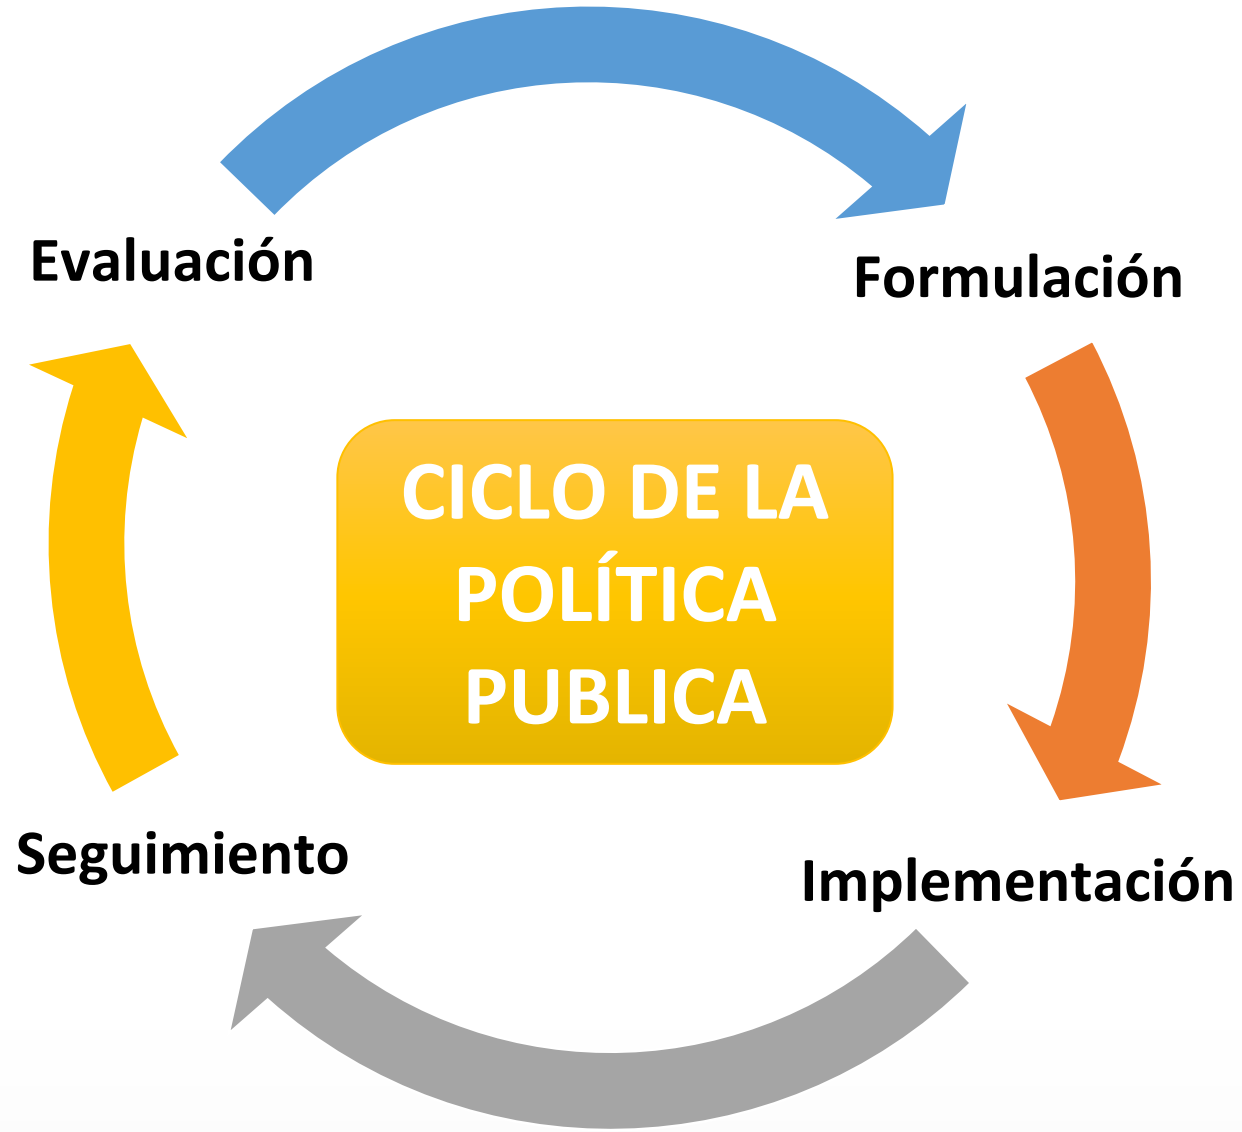 Evaluación
Formulación
CICLO DE LA
POLÍTICA
PUBLICA
Seguimiento
Implementación